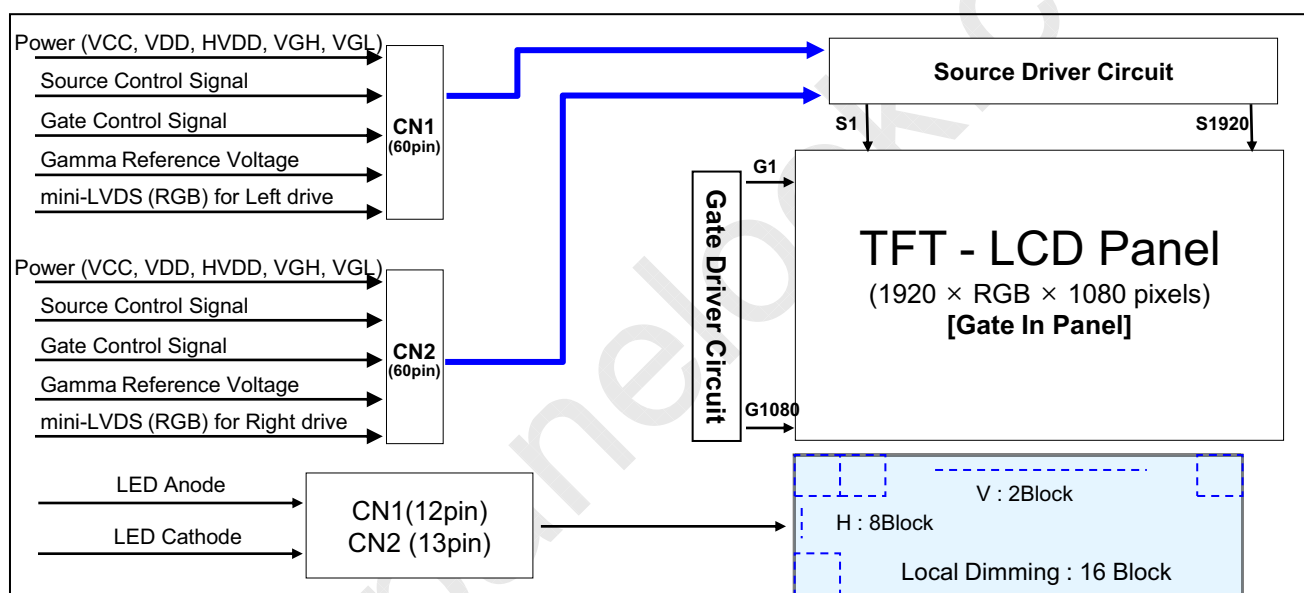 Power (VCC, VDD, HVDD, VGH, VGL)
Source Control Signal
Gate Control Signal
Gamma Reference Voltage
mini-LVDS (RGB) for Left drive
CN1
(60pin)
Power (VCC, VDD, HVDD, VGH, VGL)
Source Control Signal
Gate Control Signal
Gamma Reference Voltage
mini-LVDS (RGB) for Right drive
CN2
(60pin)
Source Driver Circuit
S1
S1920
G1
Gate Driver Circuit
G1080
TFT - LCD Panel
(1920 × RGB × 1080 pixels)
[Gate In Panel]
LED Anode
LED Cathode
CN1(12pin)
CN2 (13pin)
V : 2Block
H : 8Block
Local Dimming : 16 Block